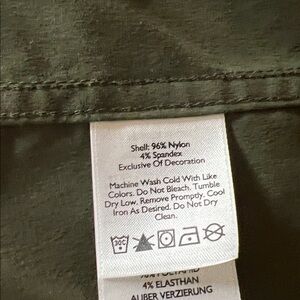 Shell: 96% Nylon
4% Spandex
Exclusive Of Decoration
Machine Wash Cold With Like
Colors. Do Not Bleach. Tumble
Dry Low. Remove Promptly. Cool
Iron As Desired. Do Not Dry
Clean.
30C
4% ELASTHAN
AUßER VERZIERUNG